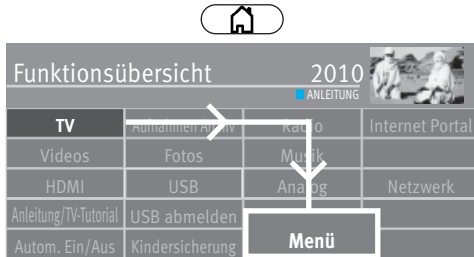 Funktionsübersicht 2010
ANLEITUNG
TV Aufnahmen Archiv Radio Internet Portal
Videos Fotos Musik
HDMI USB Analog Netzwerk
Anleitung/TV-Tutorial USB abmelden
Autom. Ein/Aus Kindersicherung Menü